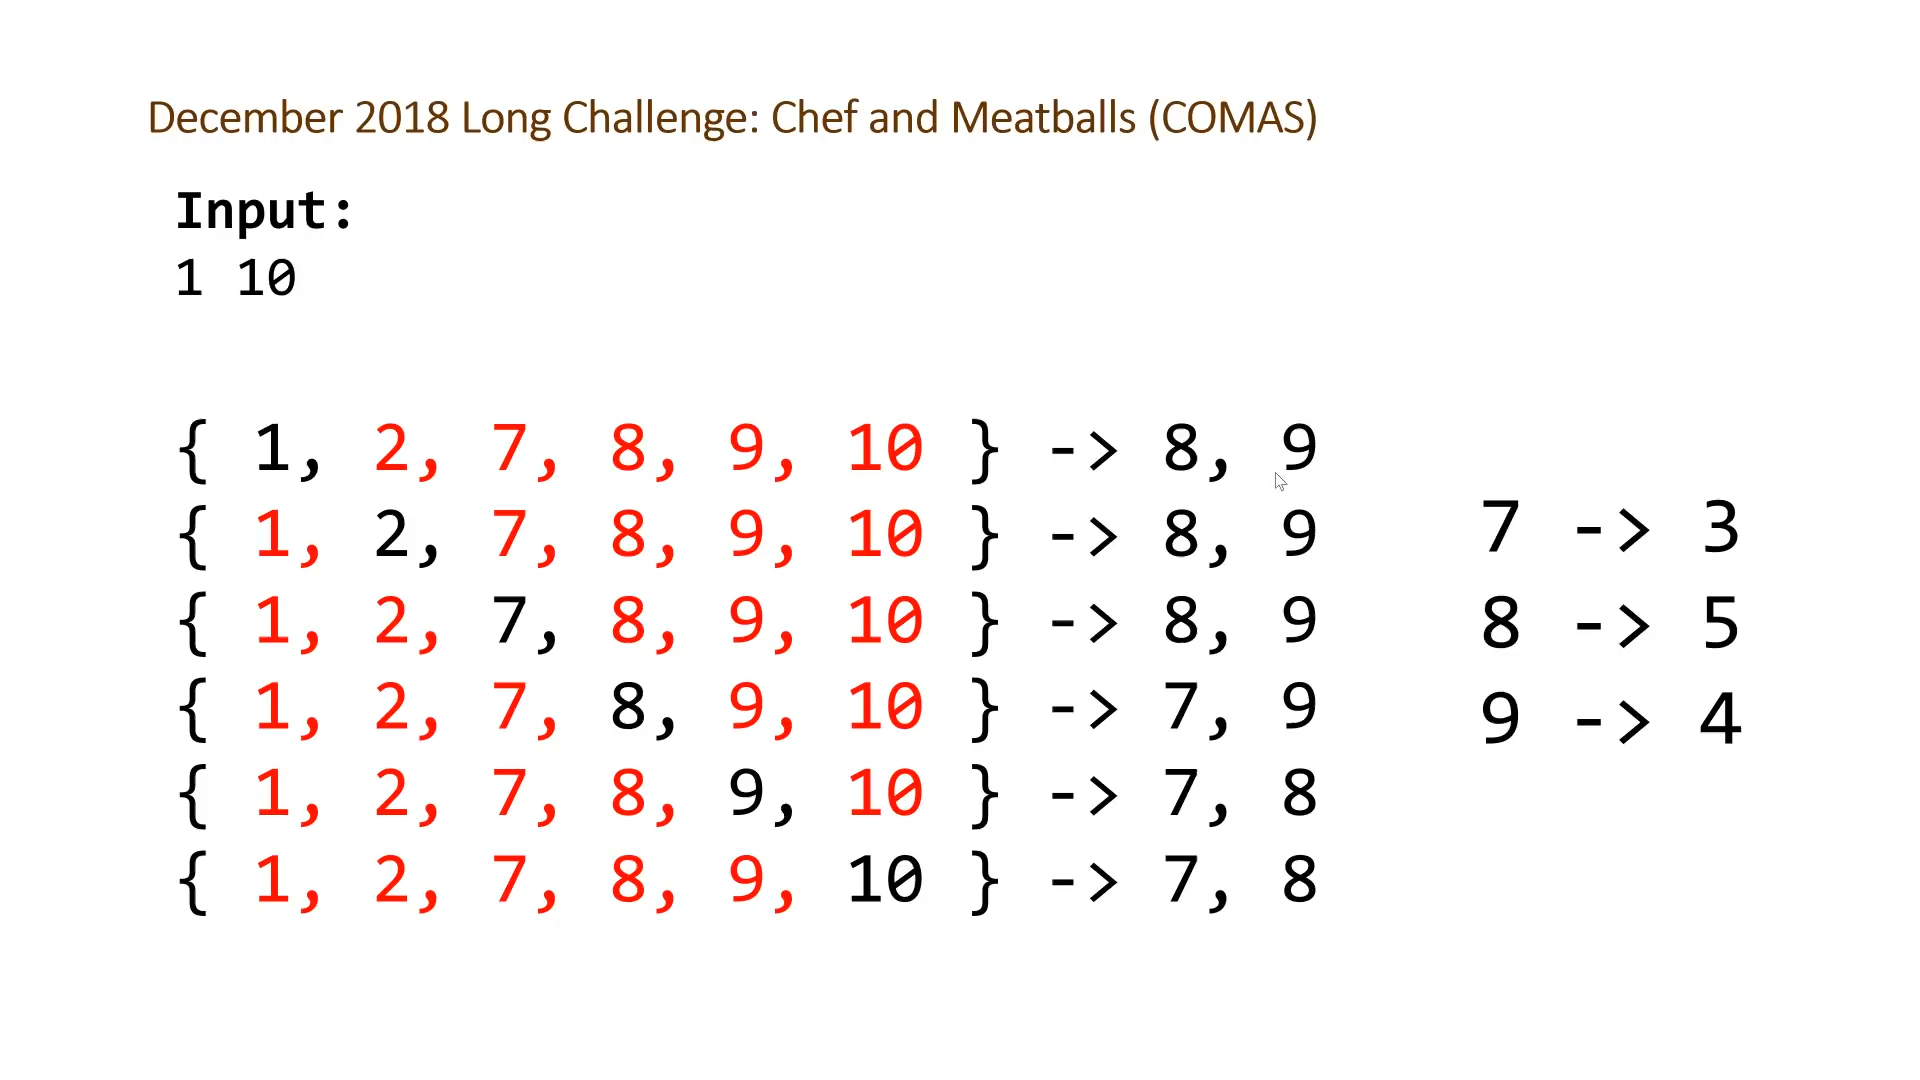 December 2018 Long Challenge: Chef and Meatballs (COMAS)
Input:
1 10
{ 1, 2, 7, 8, 9, 10 } -> 8, 9
{ 1, 2, 7, 8, 9, 10 } -> 8, 9
{ 1, 2, 7, 8, 9, 10 } -> 8, 9
{ 1, 2, 7, 8, 9, 10 } -> 7, 9
{ 1, 2, 7, 8, 9, 10 } -> 7, 8
{ 1, 2, 7, 8, 9, 10 } -> 7, 8
7 -> 3
8 -> 5
9 -> 4